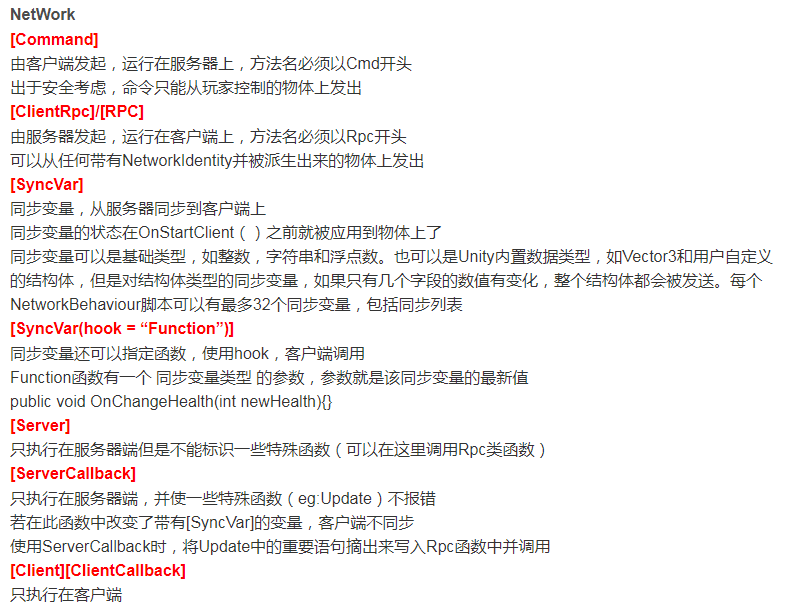 NetWork
[Command]
由客户端发起，运行在服务器上，方法名必须以Cmd开头
出于安全考虑，命令只能从玩家控制的物体上发出
[ClientRpc]/[RPC]
由服务器发起，运行在客户端上，方法名必须以Rpc开头
可以从任何带有NetworkIdentity并被派生出来的物体上发出
[SyncVar]
同步变量，从服务器同步到客户端上
同步变量的状态在OnStartClient（）之前就被应用到物体上了
同步变量可以是基础类型，如整数，字符串和浮点数。也可以是Unity内置数据类型，如Vector3和用户自定义
的结构体，但是对结构体类型的同步变量，如果只有几个字段的数值有变化，整个结构体都会被发送。每个
NetworkBehaviour脚本可以有最多32个同步变量，包括同步列表
[SyncVar(hook = “Function”)]
同步变量还可以指定函数，使用hook，客户端调用
Function函数有一个 同步变量类型 的参数，参数就是该同步变量的最新值
public void OnChangeHealth(int newHealth){}
[Server]
只执行在服务器端但是不能标识一些特殊函数（可以在这里调用Rpc类函数）
[ServerCallback]
只执行在服务器端，并使一些特殊函数（eg:Update）不报错
若在此函数中改变了带有[SyncVar]的变量，客户端不同步
使用ServerCallback时，将Update中的重要语句摘出来写入Rpc函数中并调用
[Client][ClientCallback]
只执行在客户端